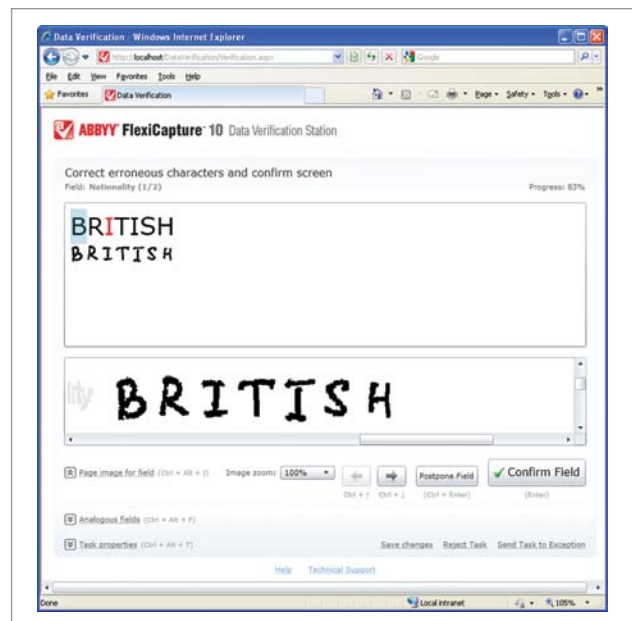 Data Verification - Windows Internet Explorer
http://localhost/DataVerification/Verification.aspx
Google
File Edit View Favorites Tools Help
Favorites Data Verification Page Safety Tools
ABBYY FlexiCapture 10 Data Verification Station
Correct erroneous characters and confirm screen
Field: Nationality (1/2) Progress: 83%
BRITISH
BRITISH
BRITISH
Page image for field (Ctrl + Alt + I) Image zoom: 100% Postpone Field Confirm Field
Ctrl + ↑ Ctrl + ↓ (Ctrl + Enter) (Enter)
Analogous fields (Ctrl + Alt + F)
Task properties (Ctrl + Alt + T) Save changes Reject Task Send Task to Exception
Help Technical Support
Done Local intranet 105%